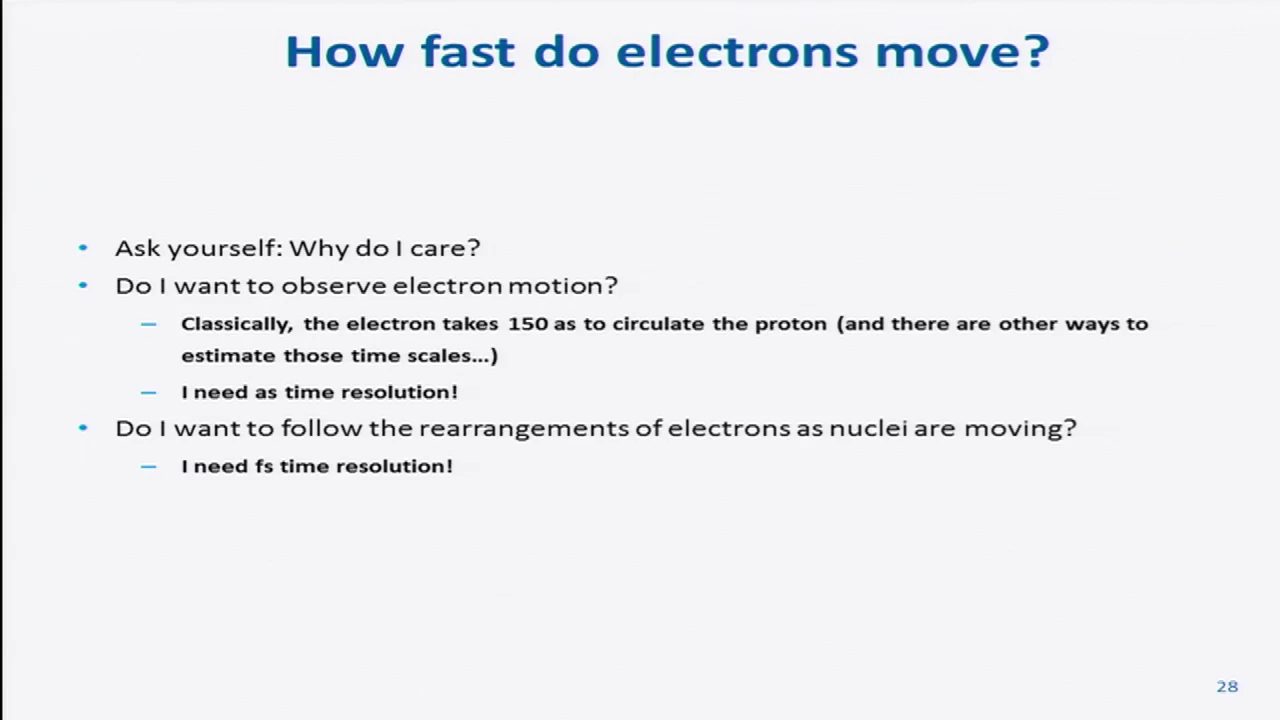 How fast do electrons move?
• Ask yourself: Why do I care?
• Do I want to observe electron motion?
– Classically, the electron takes 150 as to circulate the proton (and there are other ways to
estimate those time scales...)
– I need as time resolution!
• Do I want to follow the rearrangements of electrons as nuclei are moving?
– I need fs time resolution!
28